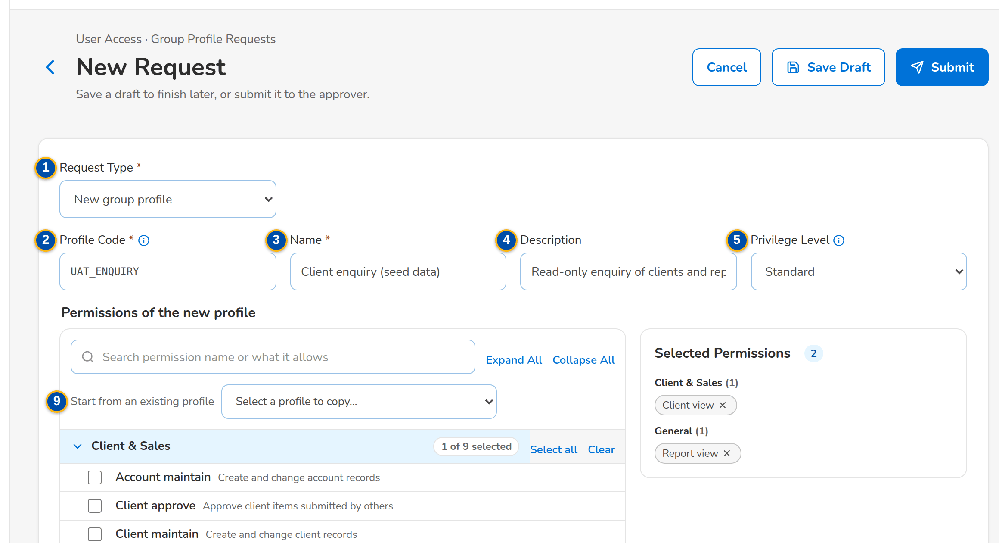 User Access · Group Profile Requests
New Request
Save a draft to finish later, or submit it to the approver.
Cancel
Save Draft
Submit
1 Request Type *
New group profile
2 Profile Code *
3 Name *
4 Description
5 Privilege Level
UAT_ENQUIRY
Client enquiry (seed data)
Read-only enquiry of clients and rep
Standard
Permissions of the new profile
Search permission name or what it allows
Expand All
Collapse All
9 Start from an existing profile
Select a profile to copy...
Client & Sales
1 of 9 selected
Select all
Clear
Account maintain Create and change account records
Client approve Approve client items submitted by others
Client maintain Create and change client records
Selected Permissions 2
Client & Sales (1)
Client view
General (1)
Report view